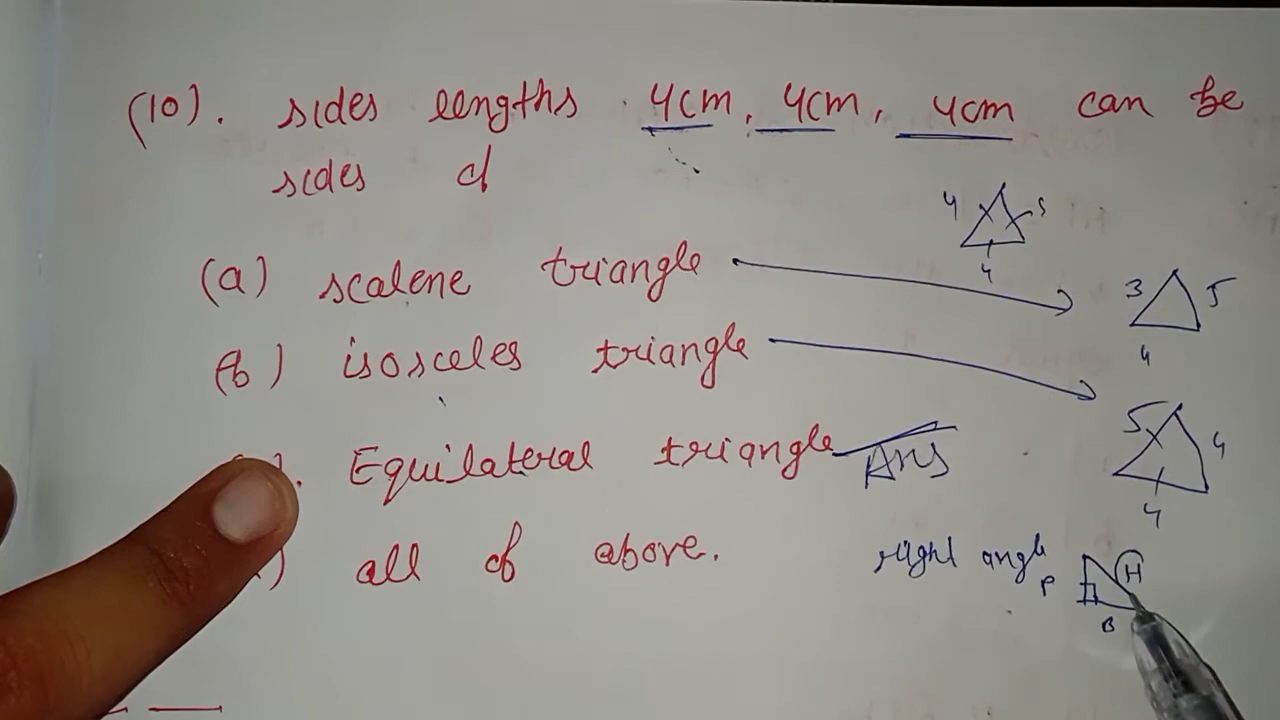 (10). sides lengths 4cm, 4cm, 4cm can be
sides of
4 5
4
(a) scalene triangle
3 5
4
(b) isosceles triangle
5 4
4
Equilateral triangle Ans
all of above.
right angle
P H
B